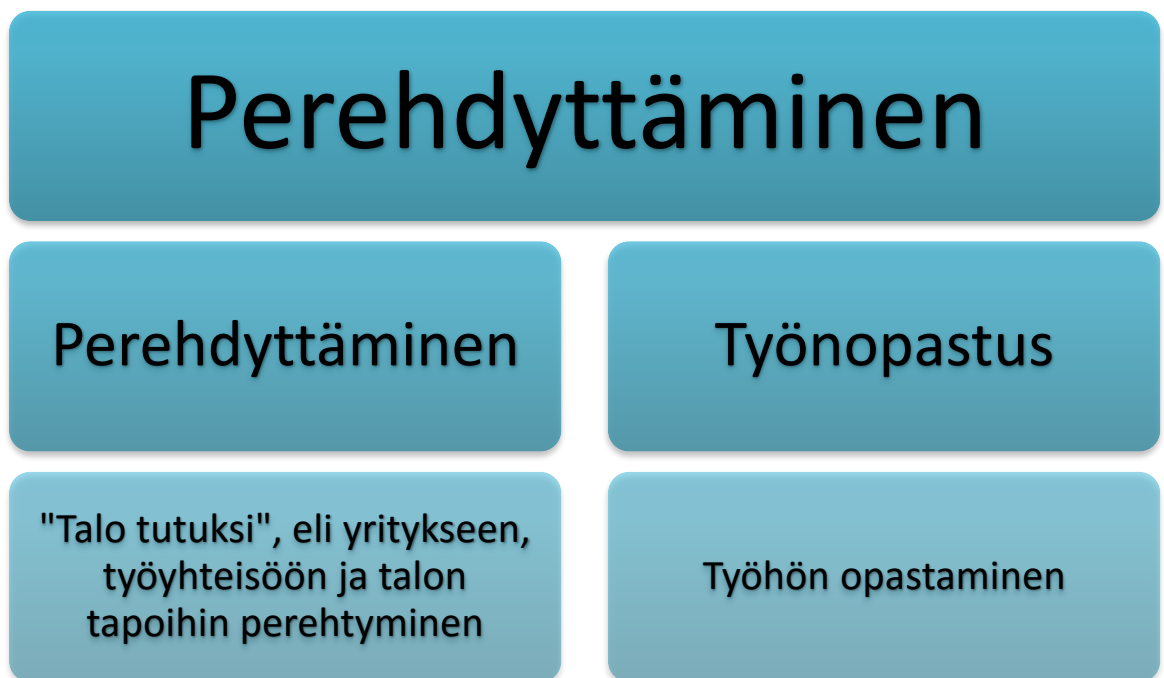 Perehdyttäminen
Perehdyttäminen
Työnopastus
"Talo tutuksi", eli yritykseen,
työyhteisöön ja talon
tapoihin perehtyminen
Työhön opastaminen